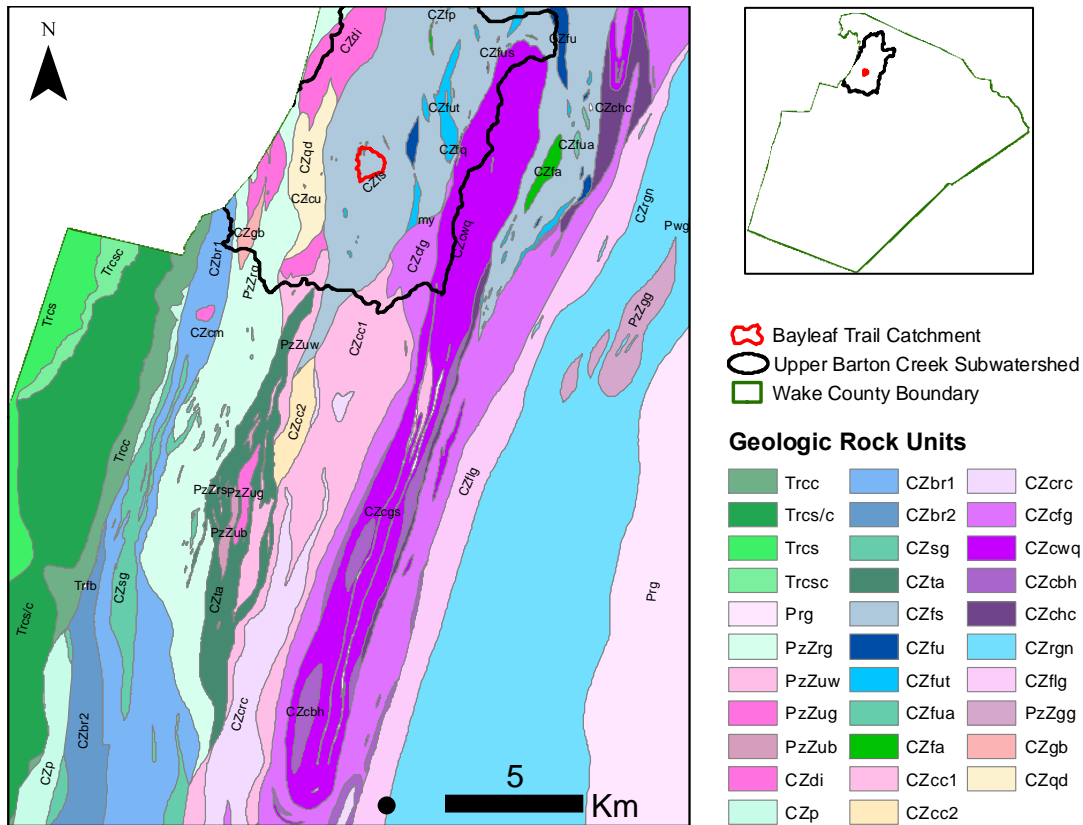 N
CZfp
CZdi
CZfus
CZfu
CZfut
CZchc
CZqd
CZfq
CZfua
CZfs
CZfa
CZcu
CZrgn
my
CZgb
CZbr1
PzZrg
CZcfg
CZcwq
Pwg
Trcsc
Trcs
PzZgg
CZcm
PzZuw
CZcc1
CZcc2
Trcc
CZflg
PzZrs
PzZug
CZcgs
PzZub
Trfb
CZsg
CZta
Prg
Trcs/c
CZcrc
CZcbh
CZbr2
CZp
5
Km
Bayleaf Trail Catchment
Upper Barton Creek Subwatershed
Wake County Boundary
Geologic Rock Units
Trcc CZbr1 CZcrc
Trcs/c CZbr2 CZcfg
Trcs CZsg CZcwq
Trcsc CZta CZcbh
Prg CZfs CZchc
PzZrg CZfu CZrgn
PzZuw CZfut CZflg
PzZug CZfua PzZgg
PzZub CZfa CZgb
CZdi CZcc1 CZqd
CZp CZcc2